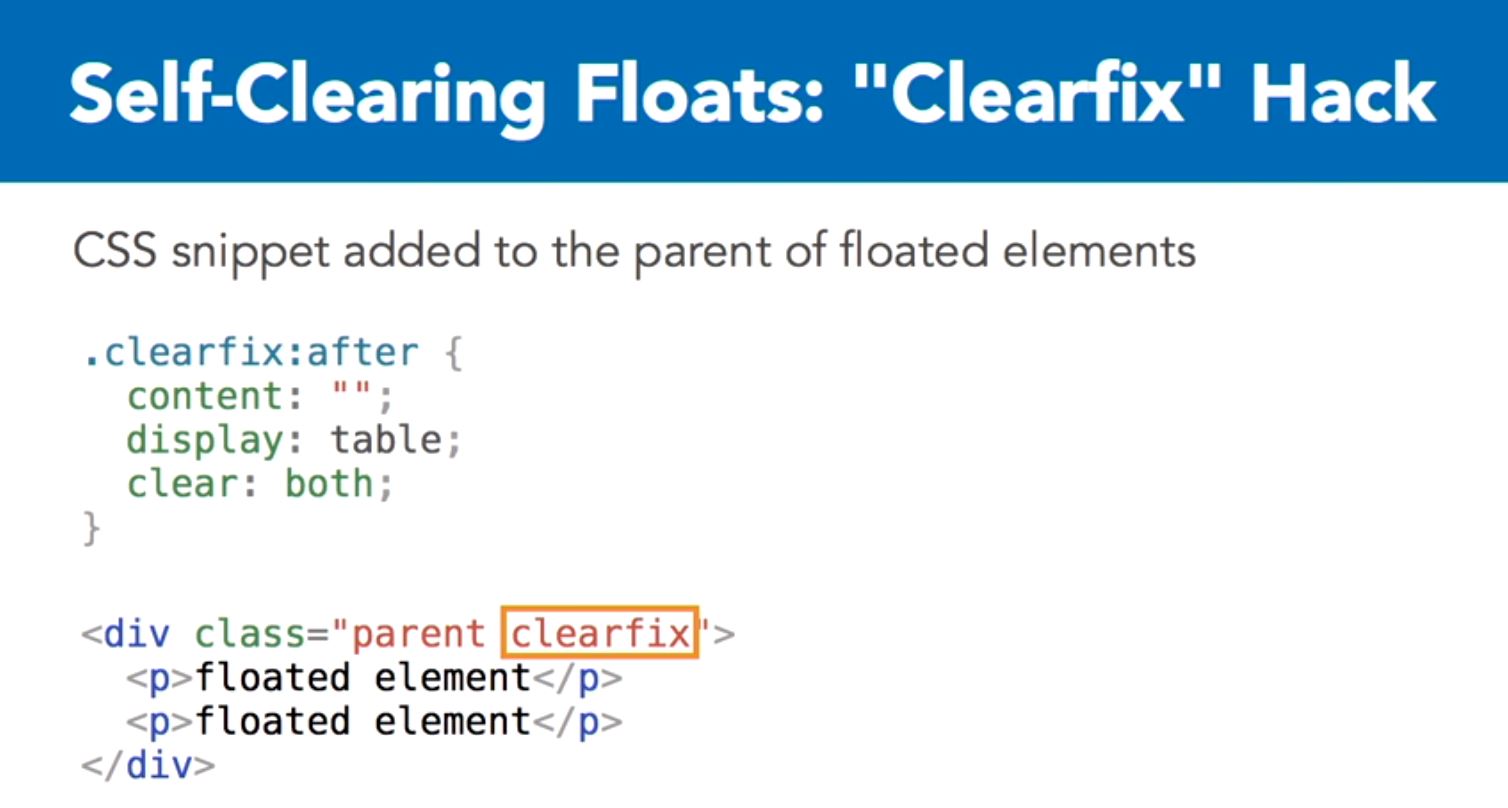 Self-Clearing Floats: "Clearfix" Hack
CSS snippet added to the parent of floated elements
.clearfix:after {
  content: "";
  display: table;
  clear: both;
}
<div class="parent clearfix">
  <p>floated element</p>
  <p>floated element</p>
</div>